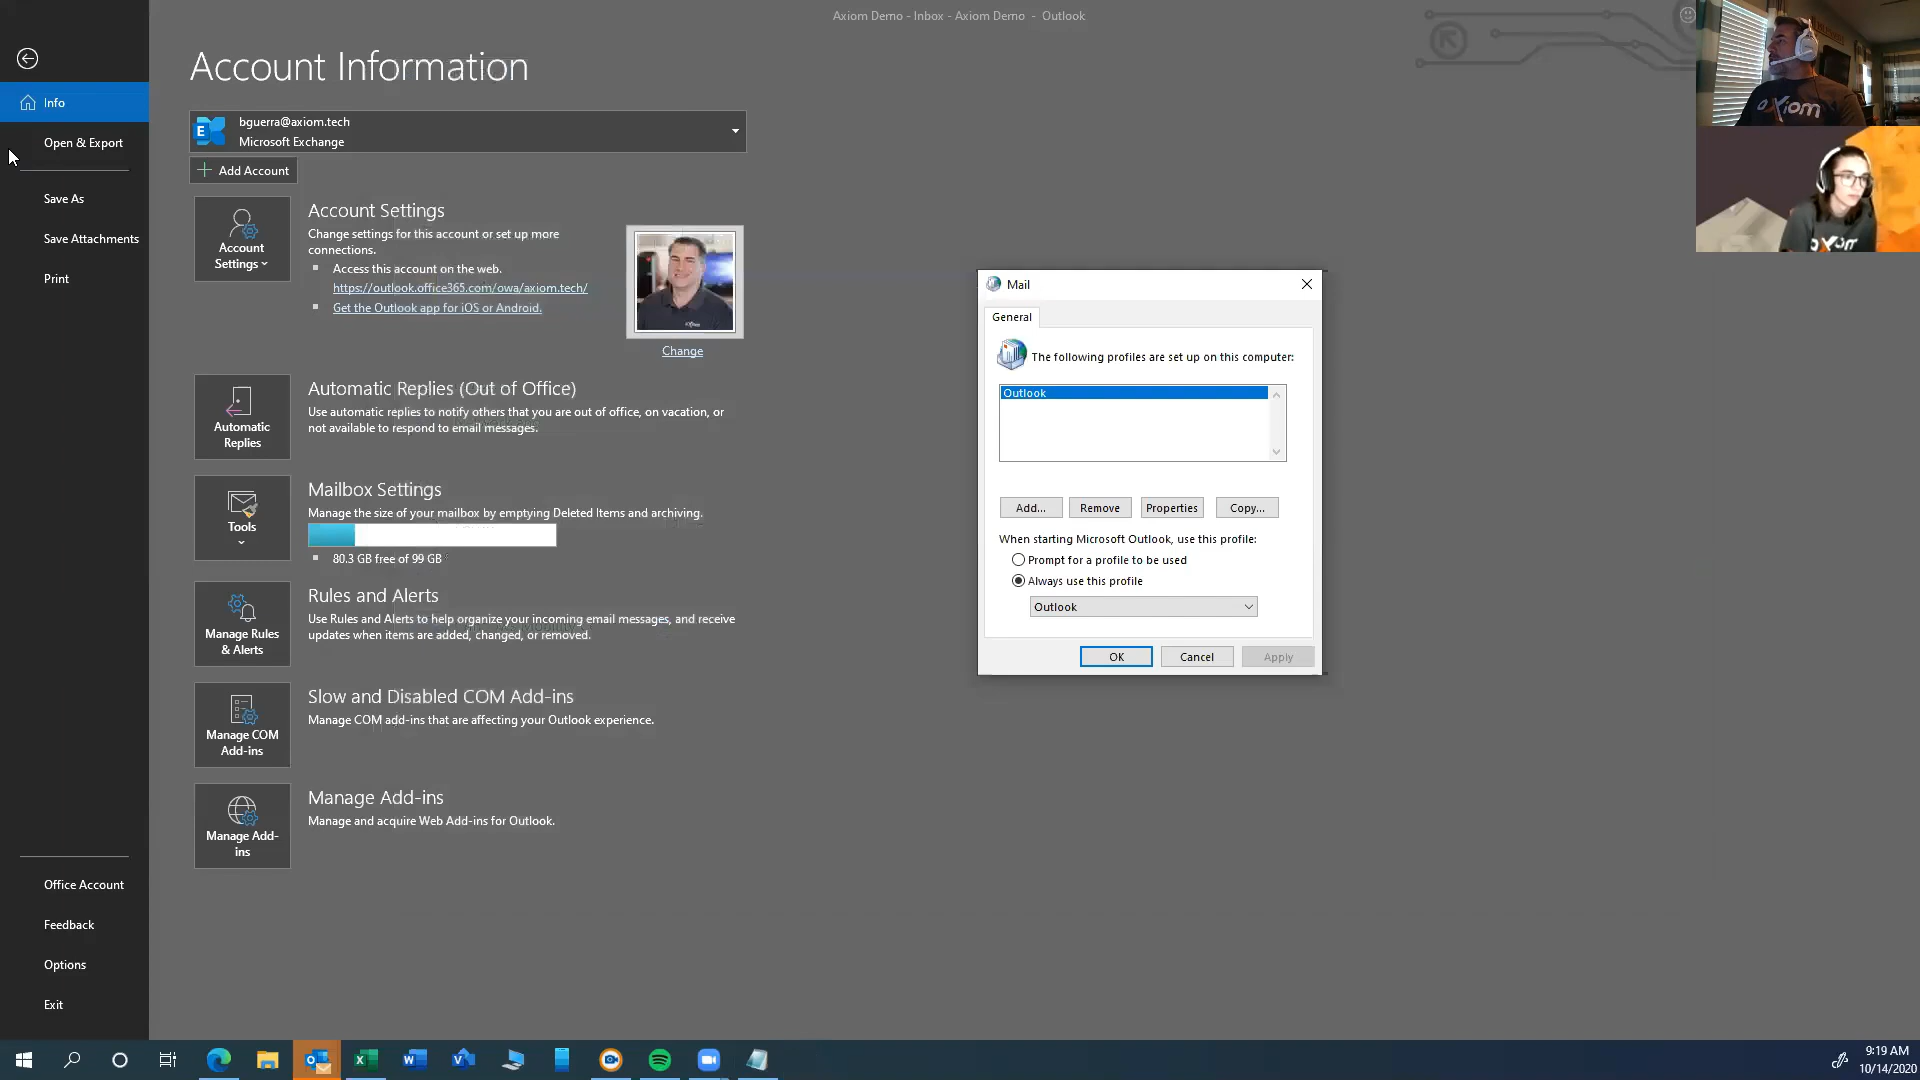 Axiom Demo - Inbox - Axiom Demo - Outlook
Info
Open & Export
Save As
Save Attachments
Print
Office Account
Feedback
Options
Exit
Account Information
bguerra@axiom.tech
Microsoft Exchange
Add Account
Account
Settings
Account Settings
Change settings for this account or set up more
connections.
Access this account on the web.
https://outlook.office365.com/owa/axiom.tech/
Get the Outlook app for iOS or Android.
Change
Automatic
Replies
Automatic Replies (Out of Office)
Use automatic replies to notify others that you are out of office, on vacation, or
not available to respond to email messages.
Tools
Mailbox Settings
Manage the size of your mailbox by emptying Deleted Items and archiving.
80.3 GB free of 99 GB
Manage Rules
& Alerts
Rules and Alerts
Use Rules and Alerts to help organize your incoming email messages, and receive
updates when items are added, changed, or removed.
Manage COM
Add-ins
Slow and Disabled COM Add-ins
Manage COM add-ins that are affecting your Outlook experience.
Manage Add-
ins
Manage Add-ins
Manage and acquire Web Add-ins for Outlook.
Mail
General
The following profiles are set up on this computer:
Outlook
Add...
Remove
Properties
Copy...
When starting Microsoft Outlook, use this profile:
Prompt for a profile to be used
Always use this profile
Outlook
OK
Cancel
Apply
axiom
axiom
9:19 AM
10/14/2020